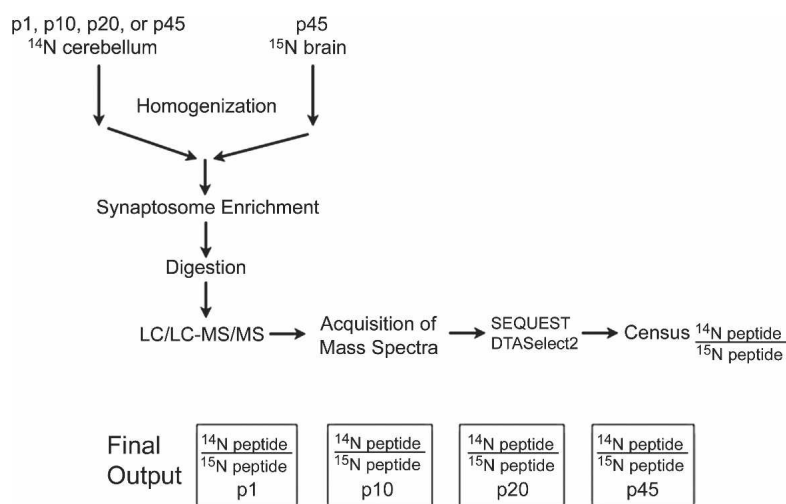 p1, p10, p20, or p45
¹⁴N cerebellum
p45
¹⁵N brain
Homogenization
Synaptosome Enrichment
Digestion
LC/LC-MS/MS
Acquisition of
Mass Spectra
SEQUEST
DTASelect2
Census ¹⁴N peptide
¹⁵N peptide
Final
Output
¹⁴N peptide
¹⁵N peptide
p1
¹⁴N peptide
¹⁵N peptide
p10
¹⁴N peptide
¹⁵N peptide
p20
¹⁴N peptide
¹⁵N peptide
p45